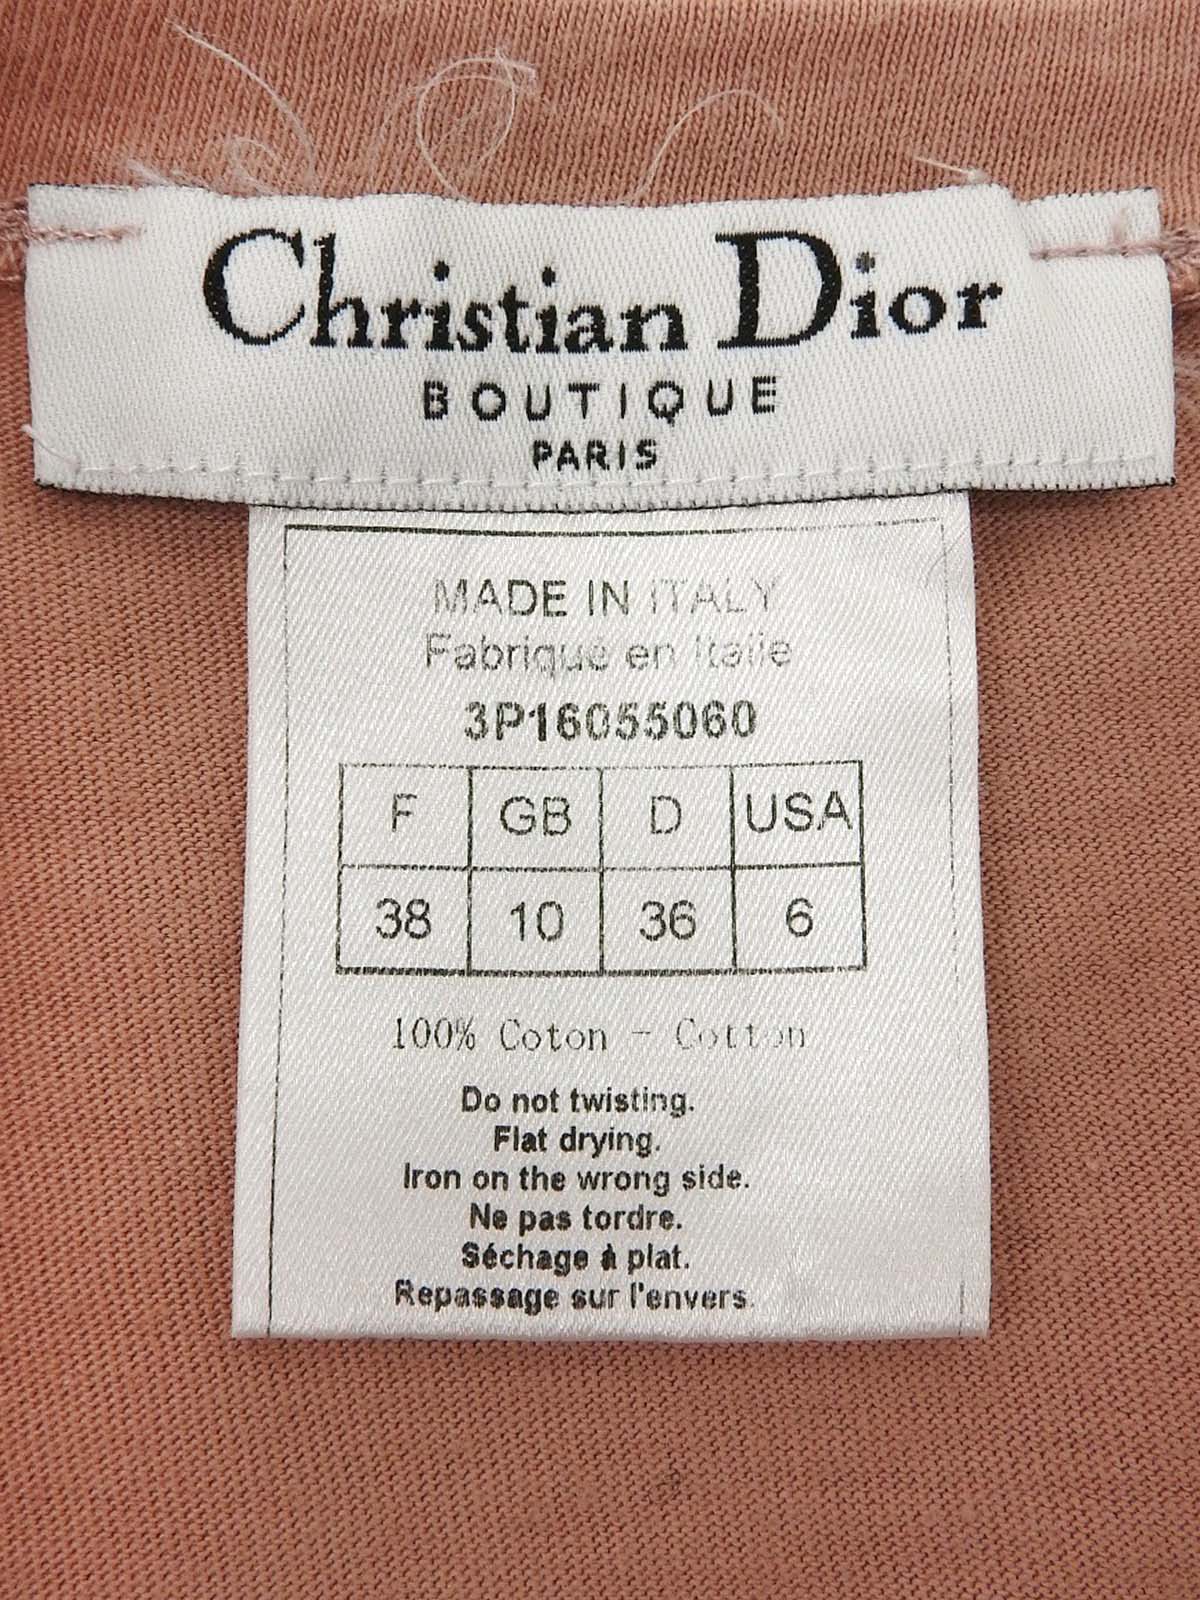 Christian Dior
BOUTIQUE
PARIS
MADE IN ITALY
Fabriqué en Italie
3P16055060
F GB D USA
38 10 36 6
100% Coton - Cotton
Do not twisting.
Flat drying.
Iron on the wrong side.
Ne pas tordre.
Séchage à plat.
Repassage sur l'envers.